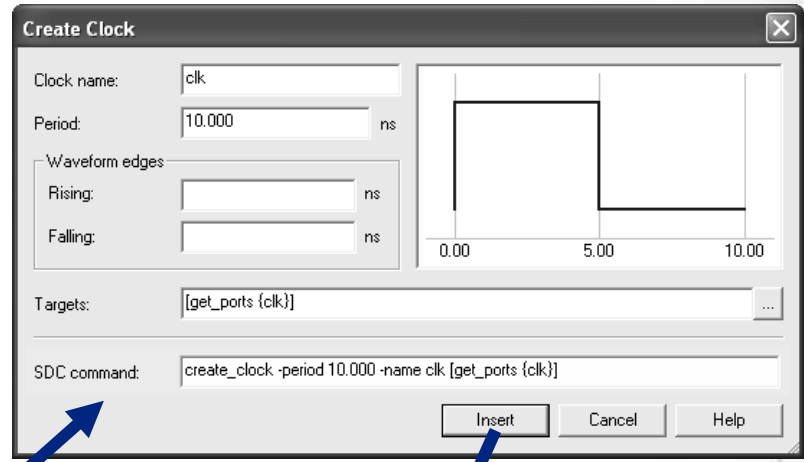 Create Clock
Clock name: clk
Period: 10.000 ns
Waveform edges
Rising: ns
Falling: ns
0.00 5.00 10.00
Targets: [get_ports {clk}] ...
SDC command: create_clock -period 10.000 -name clk [get_ports {clk}]
Insert Cancel Help